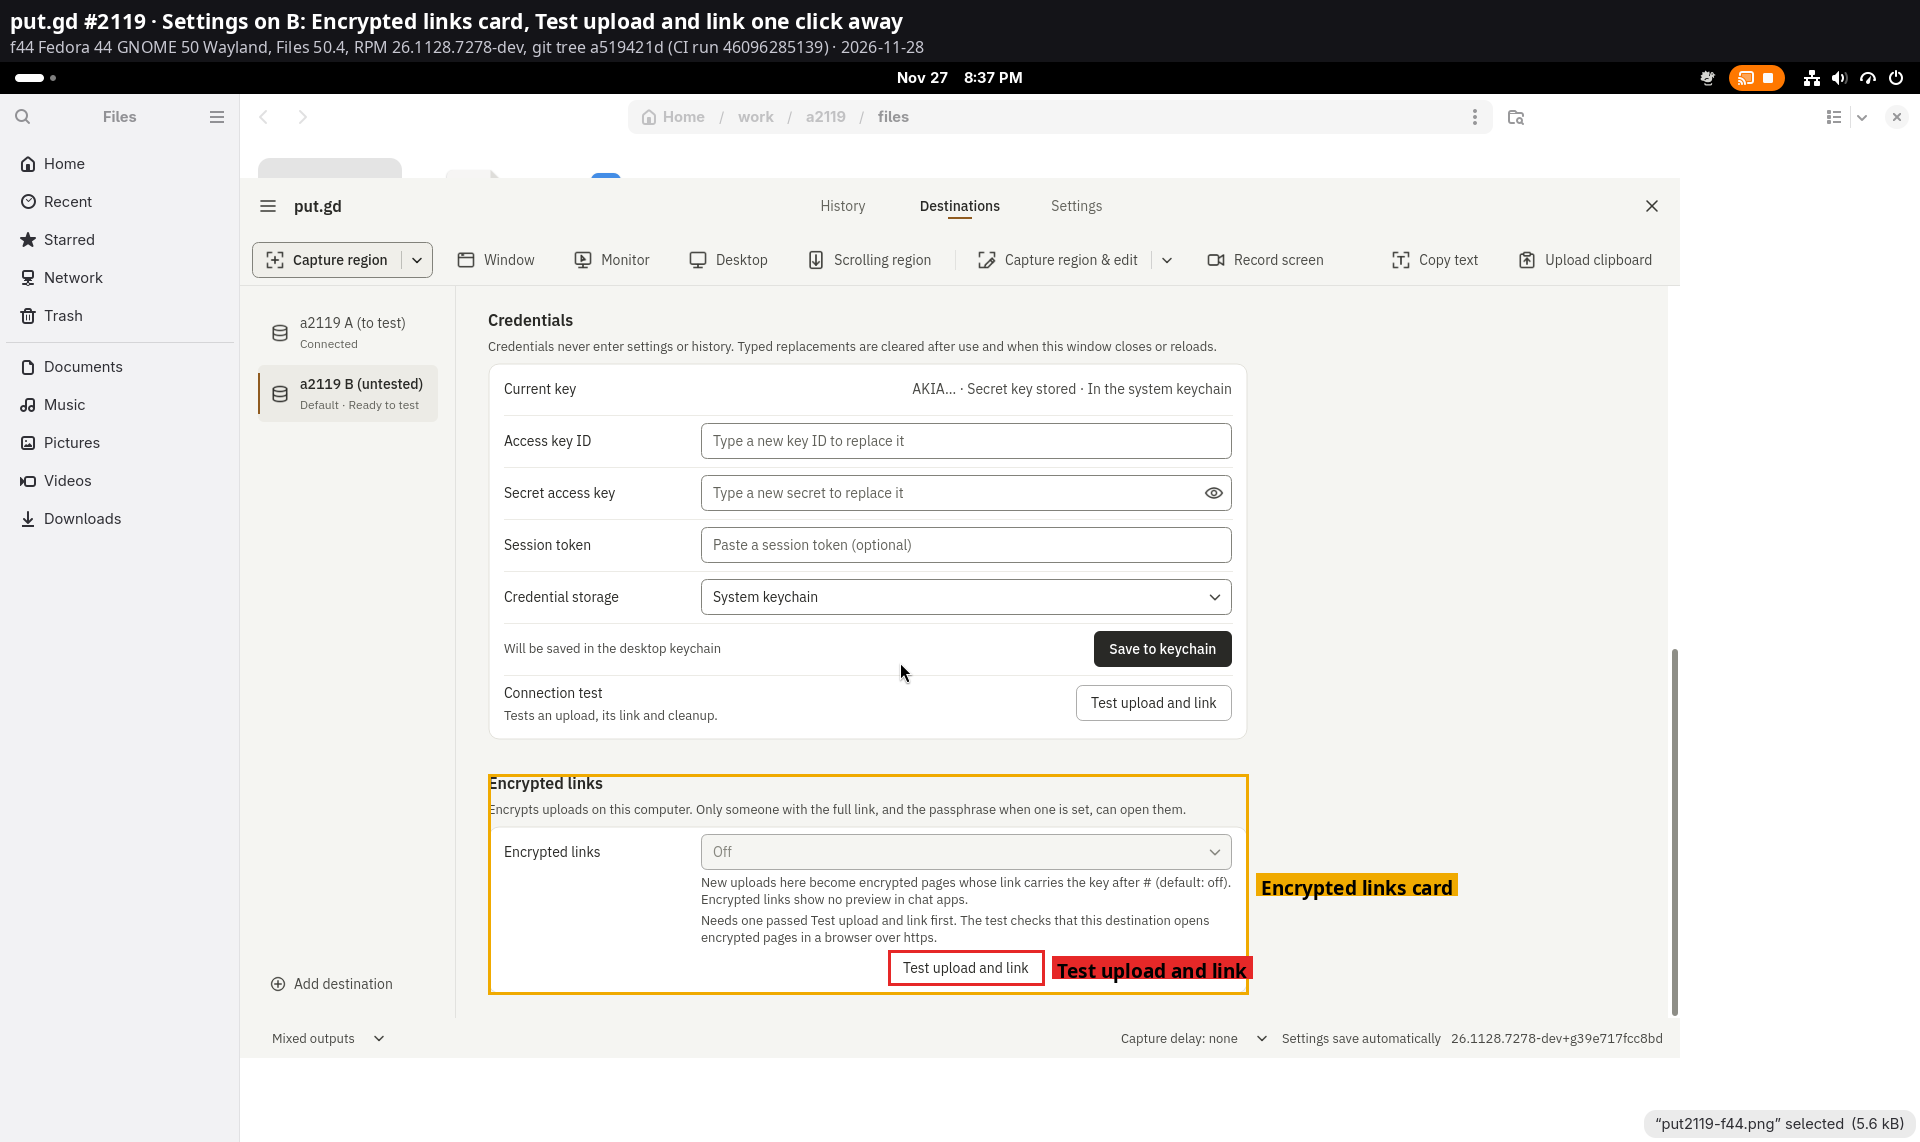 put.gd #2119 · Settings on B: Encrypted links card, Test upload and link one click away
f44 Fedora 44 GNOME 50 Wayland, Files 50.4, RPM 26.1128.7278-dev, git tree a519421d (CI run 46096285139) · 2026-11-28
Nov 27 8:37 PM
Files
Home / work / a2119 / files
Home
Recent
Starred
Network
Trash
Documents
Music
Pictures
Videos
Downloads
put.gd
History
Destinations
Settings
Capture region
Window
Monitor
Desktop
Scrolling region
Capture region & edit
Record screen
Copy text
Upload clipboard
a2119 A (to test)
Connected
a2119 B (untested)
Default · Ready to test
Add destination
Credentials
Credentials never enter settings or history. Typed replacements are cleared after use and when this window closes or reloads.
Current key
AKIA... · Secret key stored · In the system keychain
Access key ID
Type a new key ID to replace it
Secret access key
Type a new secret to replace it
Session token
Paste a session token (optional)
Credential storage
System keychain
Will be saved in the desktop keychain
Save to keychain
Connection test
Tests an upload, its link and cleanup.
Test upload and link
Encrypted links
Encrypts uploads on this computer. Only someone with the full link, and the passphrase when one is set, can open them.
Encrypted links
Off
New uploads here become encrypted pages whose link carries the key after # (default: off).
Encrypted links show no preview in chat apps.
Needs one passed Test upload and link first. The test checks that this destination opens
encrypted pages in a browser over https.
Encrypted links card
Test upload and link
Test upload and link
Mixed outputs
Capture delay: none
Settings save automatically
26.1128.7278-dev+g39e717fcc8bd
“put2119-f44.png” selected (5.6 kB)